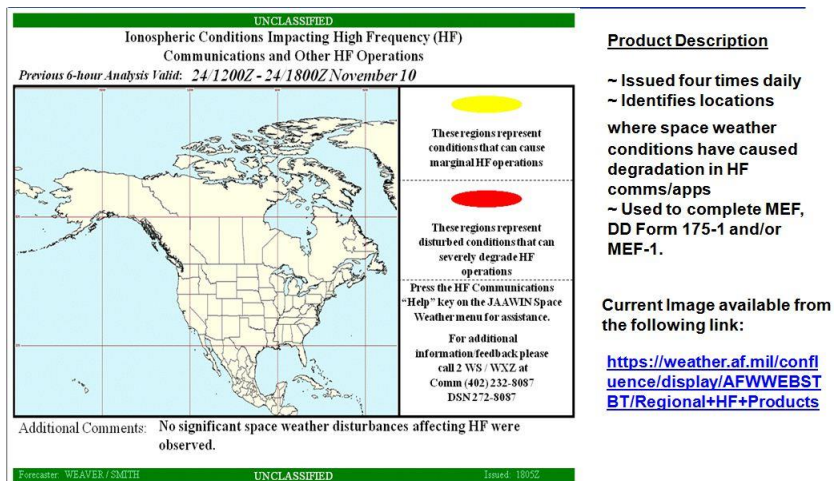 UNCLASSIFIED
Ionospheric Conditions Impacting High Frequency (HF)
Communications and Other HF Operations
Previous 6-hour Analysis Valid: 24/1200Z - 24/1800Z November 10
These regions represent
conditions that can cause
marginal HF operations
These regions represent
disturbed conditions that can
severely degrade HF
operations
Press the HF Communications
“Help” key on the JAAWIN Space
Weather menu for assistance.
For additional
information/feedback please
call 2 WS / WXZ at
Comm (402) 232-8087
DSN 272-8087
Additional Comments: No significant space weather disturbances affecting HF were
observed.
Forecaster: WEAVER / SMITH UNCLASSIFIED Issued: 1805Z
Product Description
~ Issued four times daily
~ Identifies locations
where space weather
conditions have caused
degradation in HF
comms/apps
~ Used to complete MEF,
DD Form 175-1 and/or
MEF-1.
Current Image available from
the following link:
https://weather.af.mil/confl
uence/display/AFWWEBST
BT/Regional+HF+Products